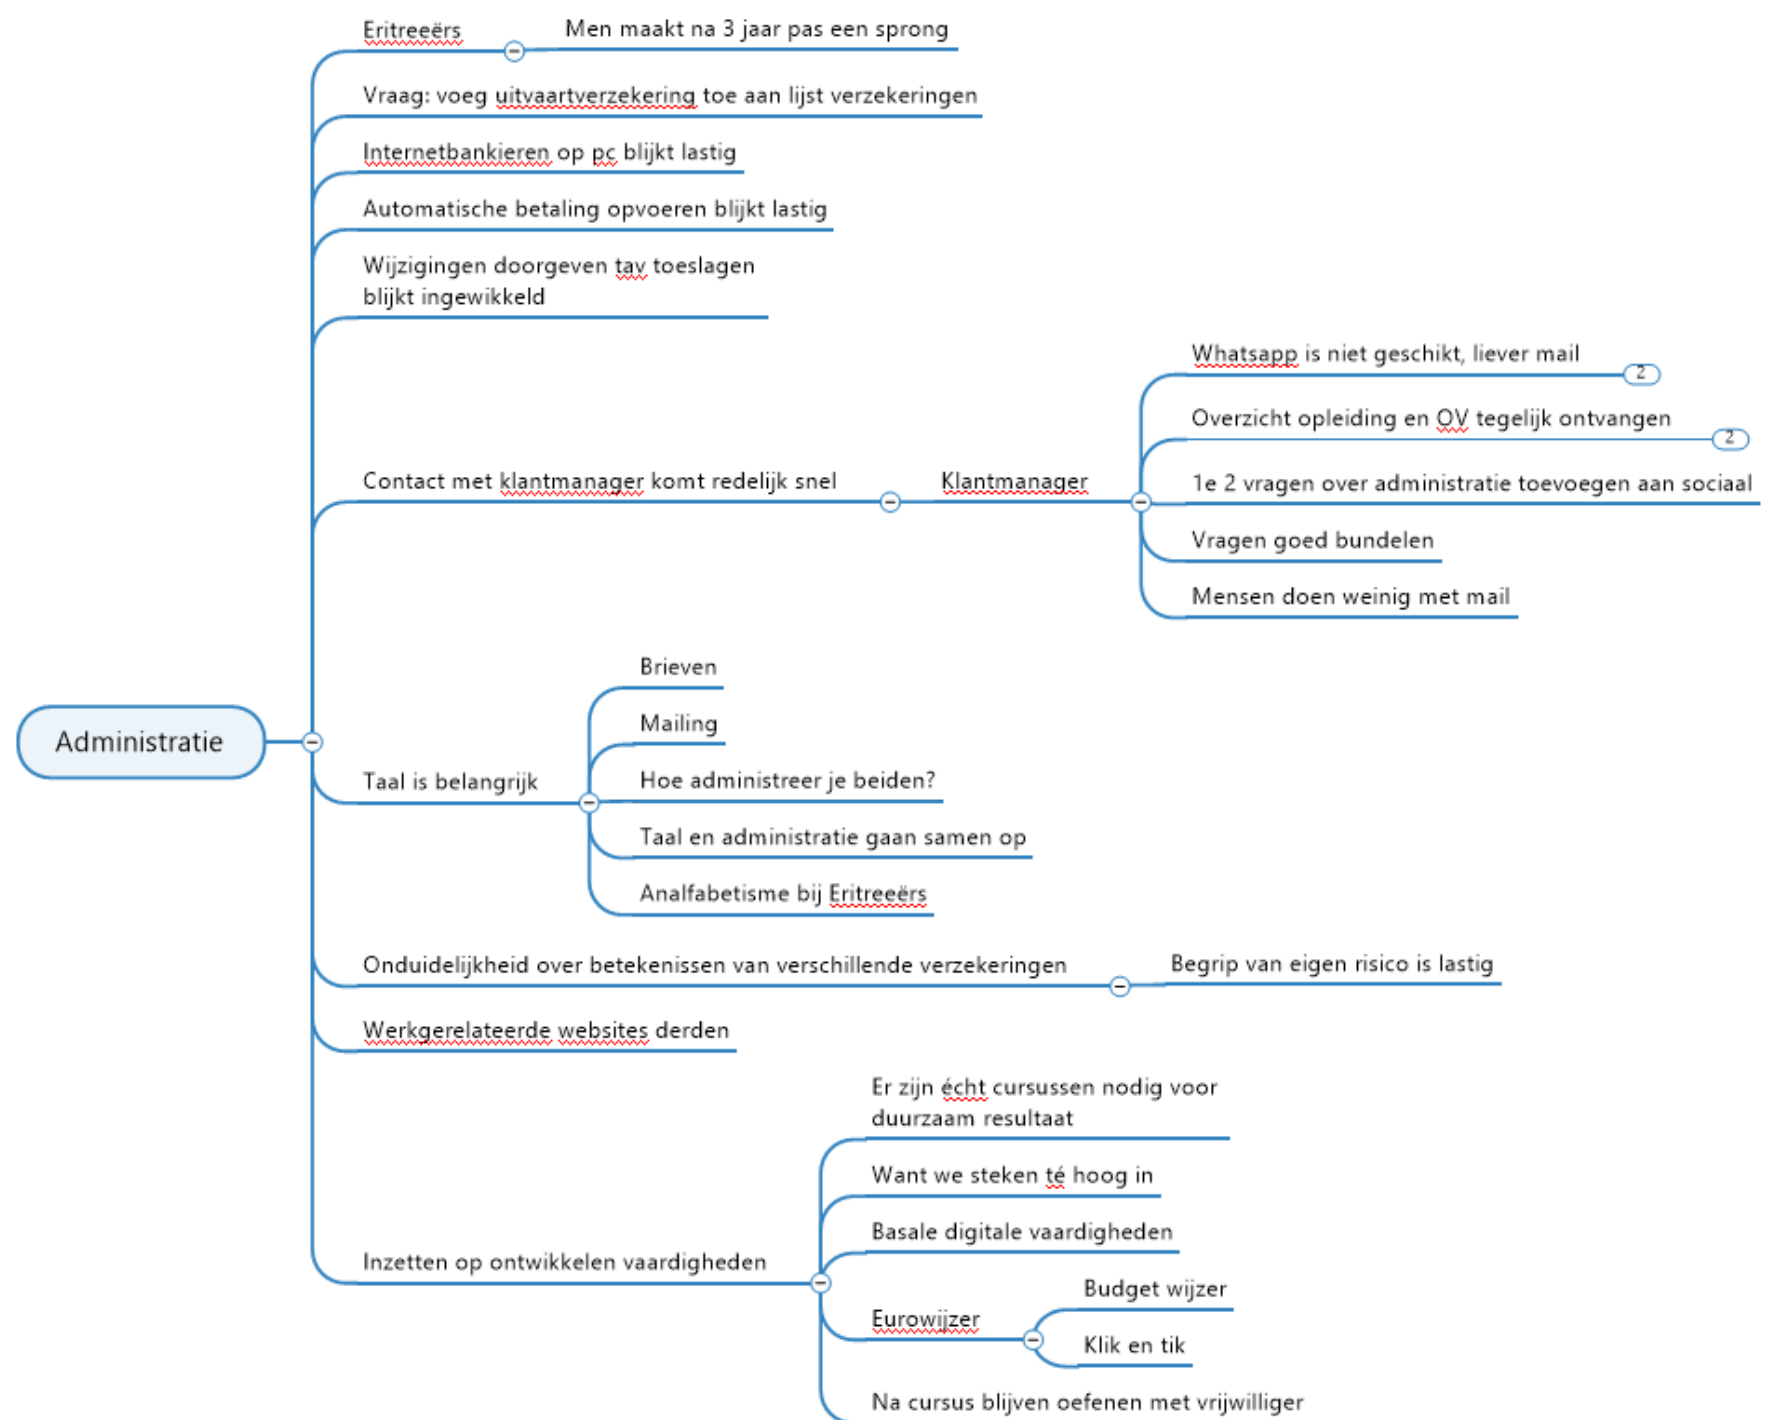 Eritreeërs
Men maakt na 3 jaar pas een sprong
Vraag: voeg uitvaartverzekering toe aan lijst verzekeringen
Internetbankieren op pc blijkt lastig
Automatische betaling opvoeren blijkt lastig
Wijzigingen doorgeven tav toeslagen
blijkt ingewikkeld
Contact met klantmanager komt redelijk snel
Klantmanager
Whatsapp is niet geschikt, liever mail
2
Overzicht opleiding en OV tegelijk ontvangen
2
1e 2 vragen over administratie toevoegen aan sociaal
Vragen goed bundelen
Mensen doen weinig met mail
Administratie
Taal is belangrijk
Brieven
Mailing
Hoe administreer je beiden?
Taal en administratie gaan samen op
Analfabetisme bij Eritreeërs
Onduidelijkheid over betekenissen van verschillende verzekeringen
Begrip van eigen risico is lastig
Werkgerelateerde websites derden
Inzetten op ontwikkelen vaardigheden
Er zijn écht cursussen nodig voor
duurzaam resultaat
Want we steken té hoog in
Basale digitale vaardigheden
Eurowijzer
Budget wijzer
Klik en tik
Na cursus blijven oefenen met vrijwilliger